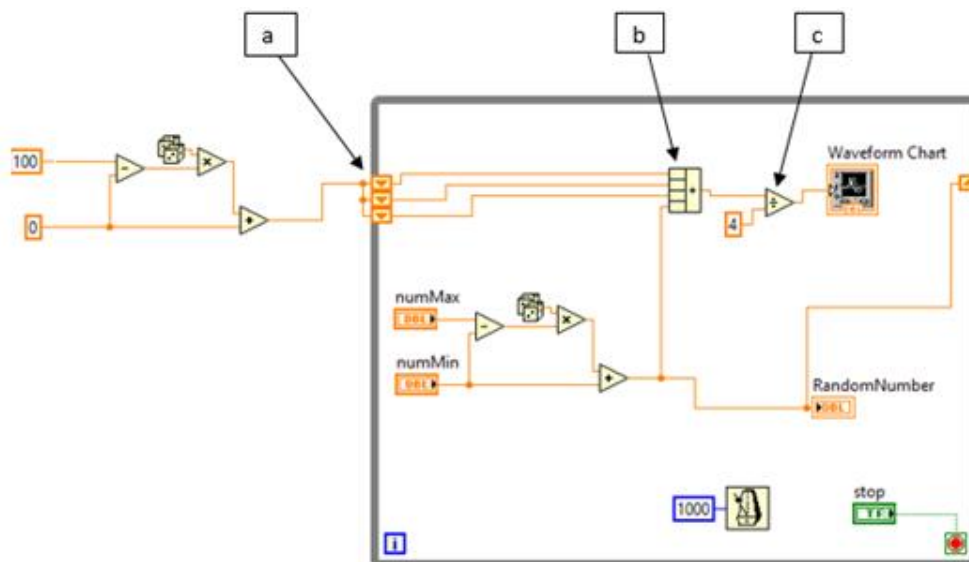 a
b
c
100
0
Waveform Chart
4
numMax
DBL
numMin
DBL
RandomNumber
DBL
1000
stop
TF
i